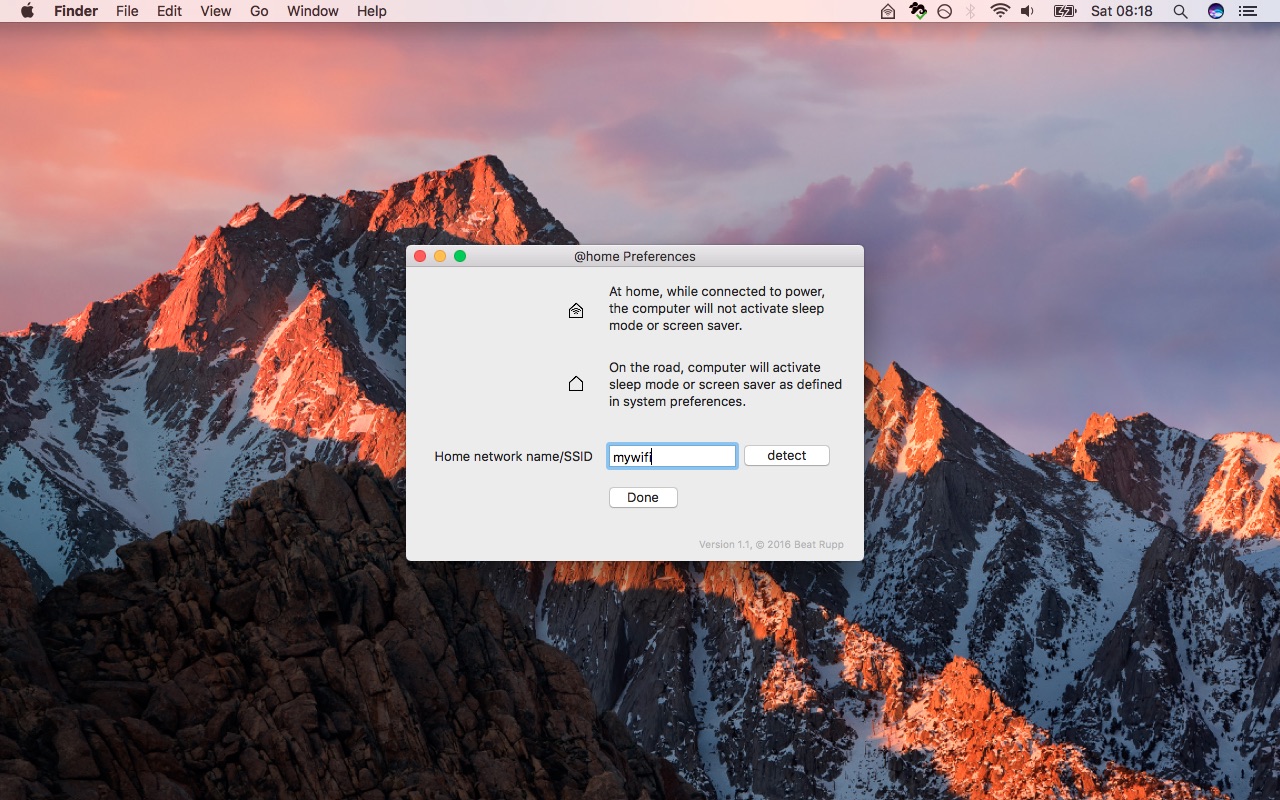 Finder File Edit View Go Window Help Sat 08:18
@home Preferences
At home, while connected to power,
the computer will not activate sleep
mode or screen saver.
On the road, computer will activate
sleep mode or screen saver as defined
in system preferences.
Home network name/SSID mywifi detect
Done
Version 1.1, © 2016 Beat Rupp